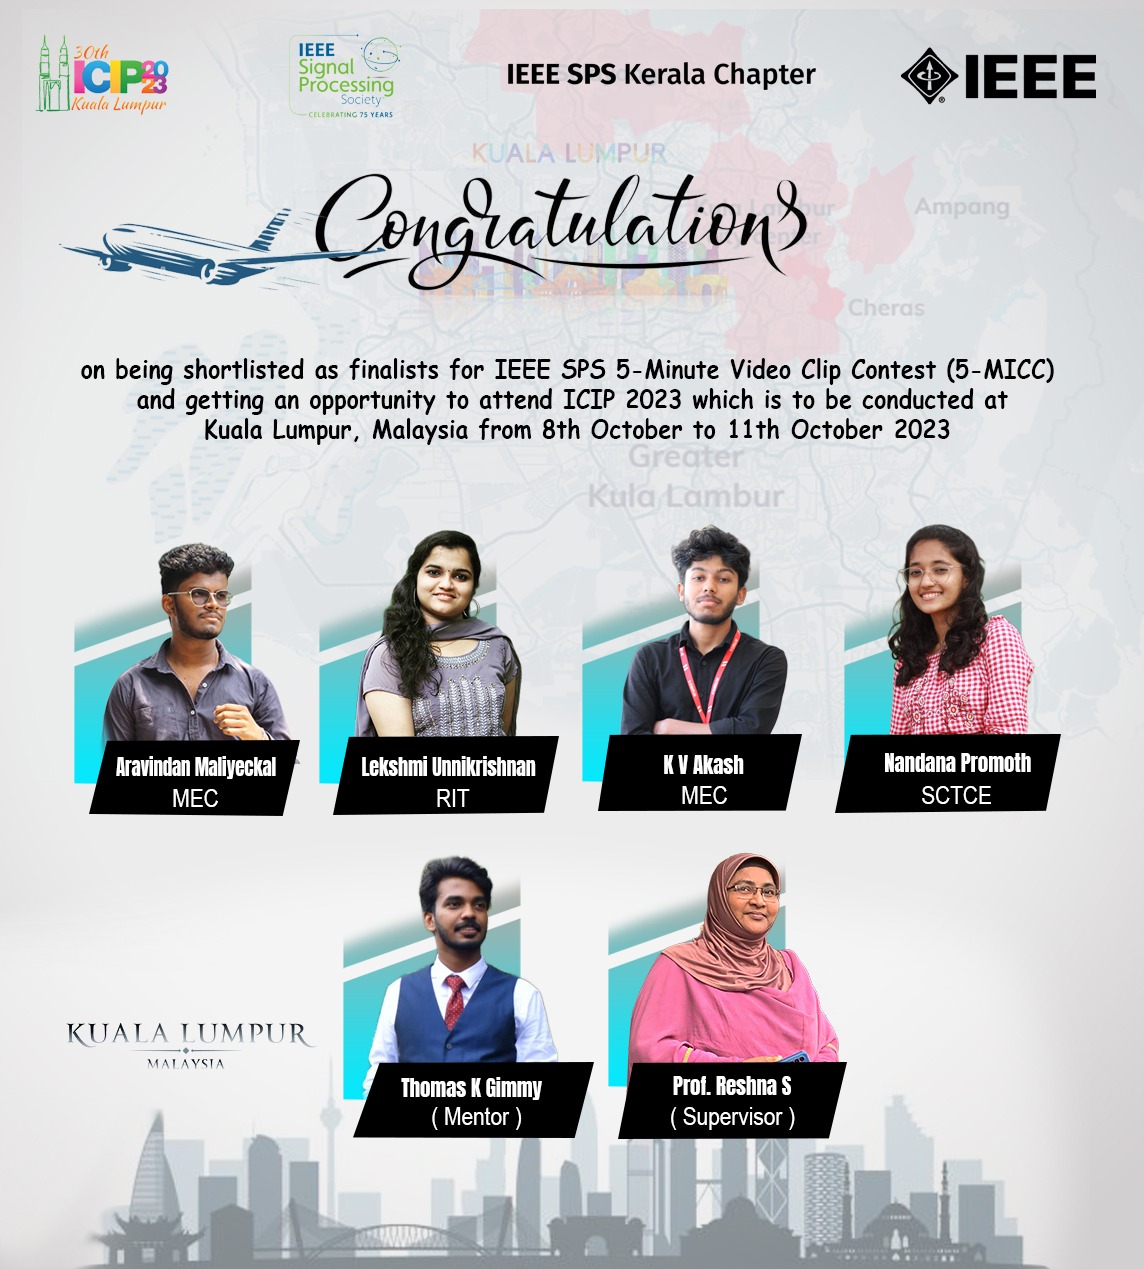 30th
ICIP2023
Kuala Lumpur
IEEE
Signal
Processing
Society
CELEBRATING 75 YEARS
IEEE SPS Kerala Chapter
IEEE
KUALA LUMPUR
Congratulations
Kula Lambur
Center
Ampang
Cheras
on being shortlisted as finalists for IEEE SPS 5-Minute Video Clip Contest (5-MICC)
and getting an opportunity to attend ICIP 2023 which is to be conducted at
Kuala Lumpur, Malaysia from 8th October to 11th October 2023
Greater
Kula Lambur
Aravindan Maliyeckal
MEC
Lekshmi Unnikrishnan
RIT
K V Akash
MEC
Nandana Promoth
SCTCE
KUALA LUMPUR
MALAYSIA
Thomas K Gimmy
( Mentor )
Prof. Reshna S
( Supervisor )